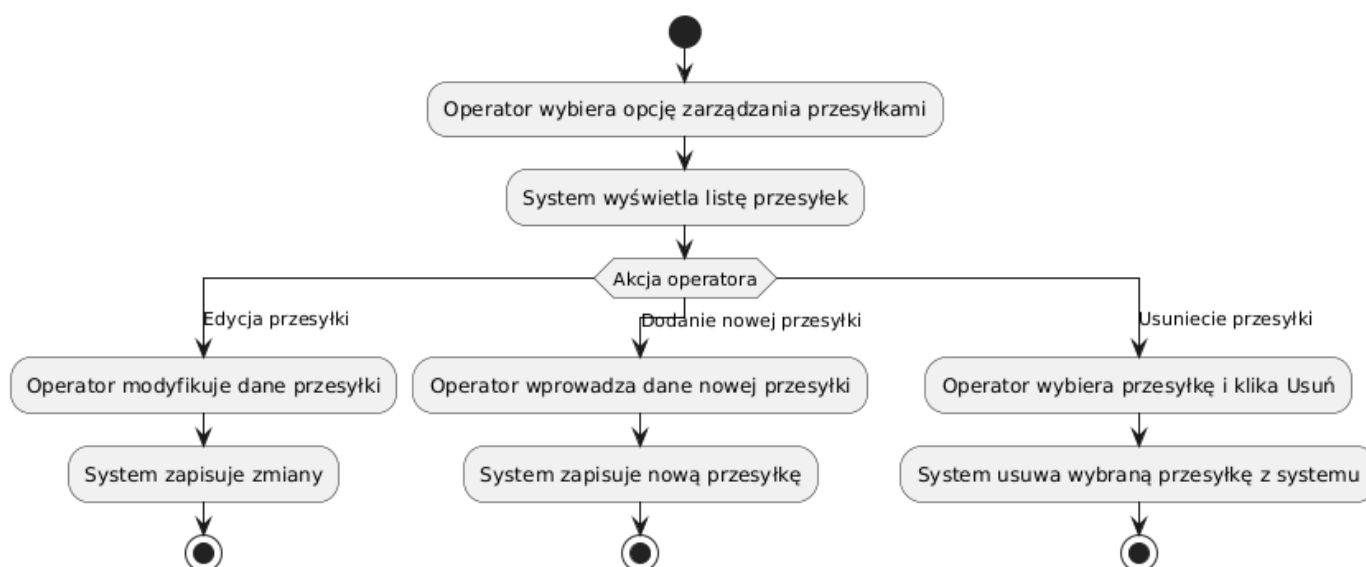 Operator wybiera opcję zarządzania przesyłkami
System wyświetla listę przesyłek
Akcja operatora
Edycja przesyłki
Dodanie nowej przesyłki
Usuniecie przesyłki
Operator modyfikuje dane przesyłki
Operator wprowadza dane nowej przesyłki
Operator wybiera przesyłkę i klika Usuń
System zapisuje zmiany
System zapisuje nową przesyłkę
System usuwa wybraną przesyłkę z systemu